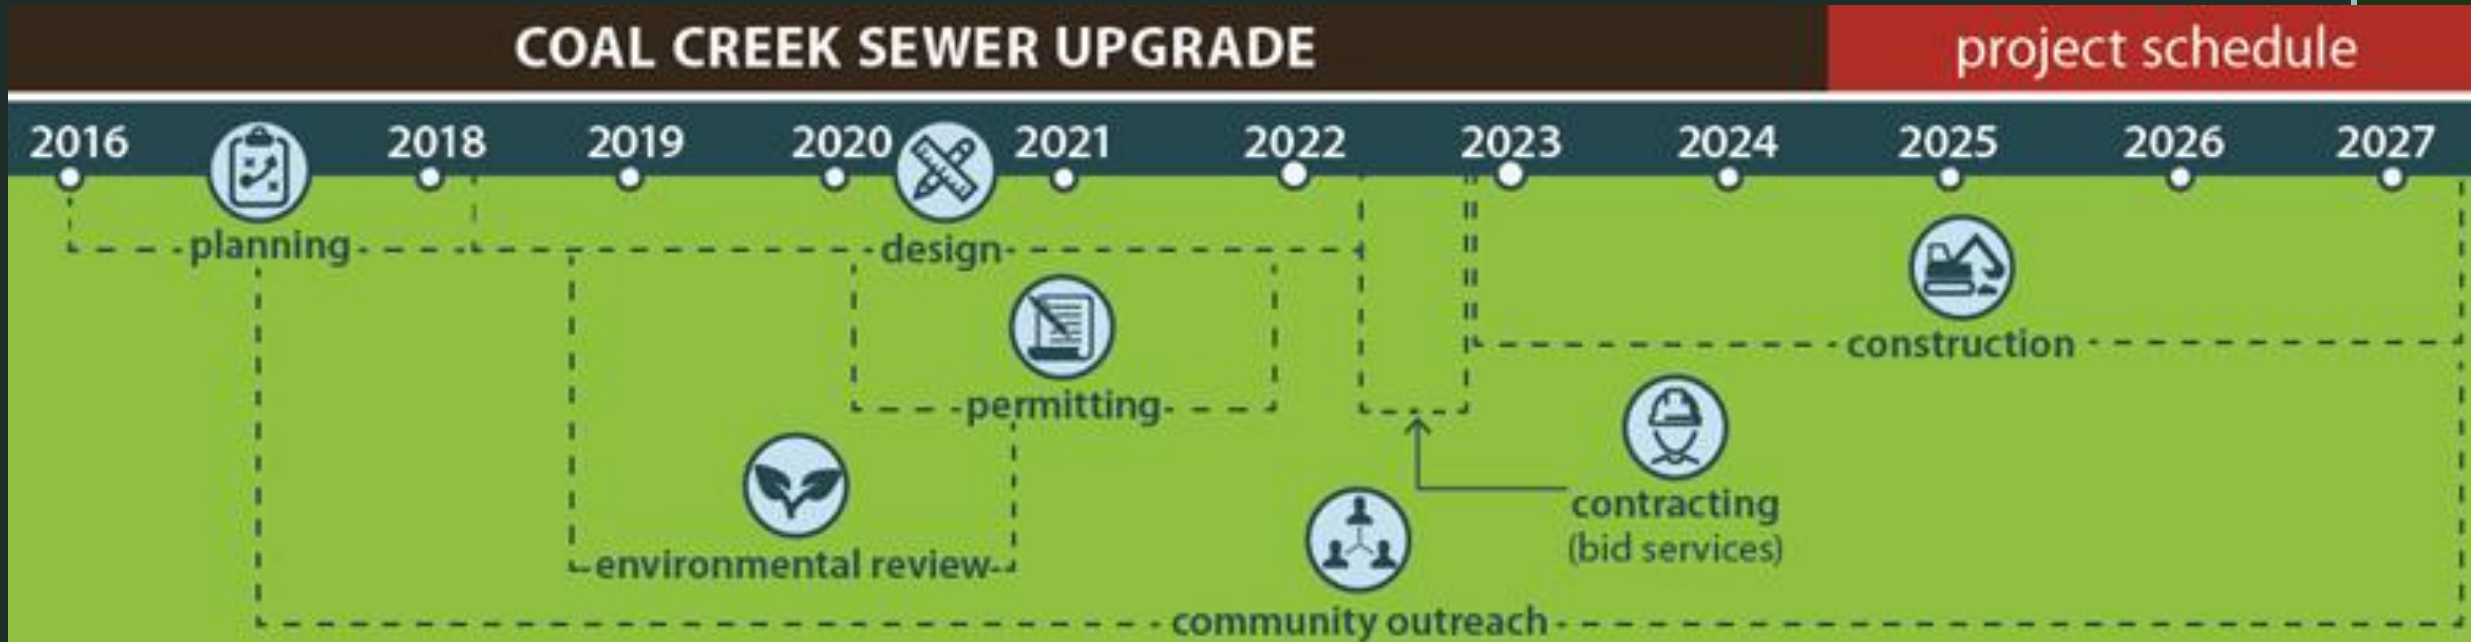 COAL CREEK SEWER UPGRADE
project schedule
2016 2018 2019 2020 2021 2022 2023 2024 2025 2026 2027
planning
design
construction
permitting
contracting
(bid services)
environmental review
community outreach